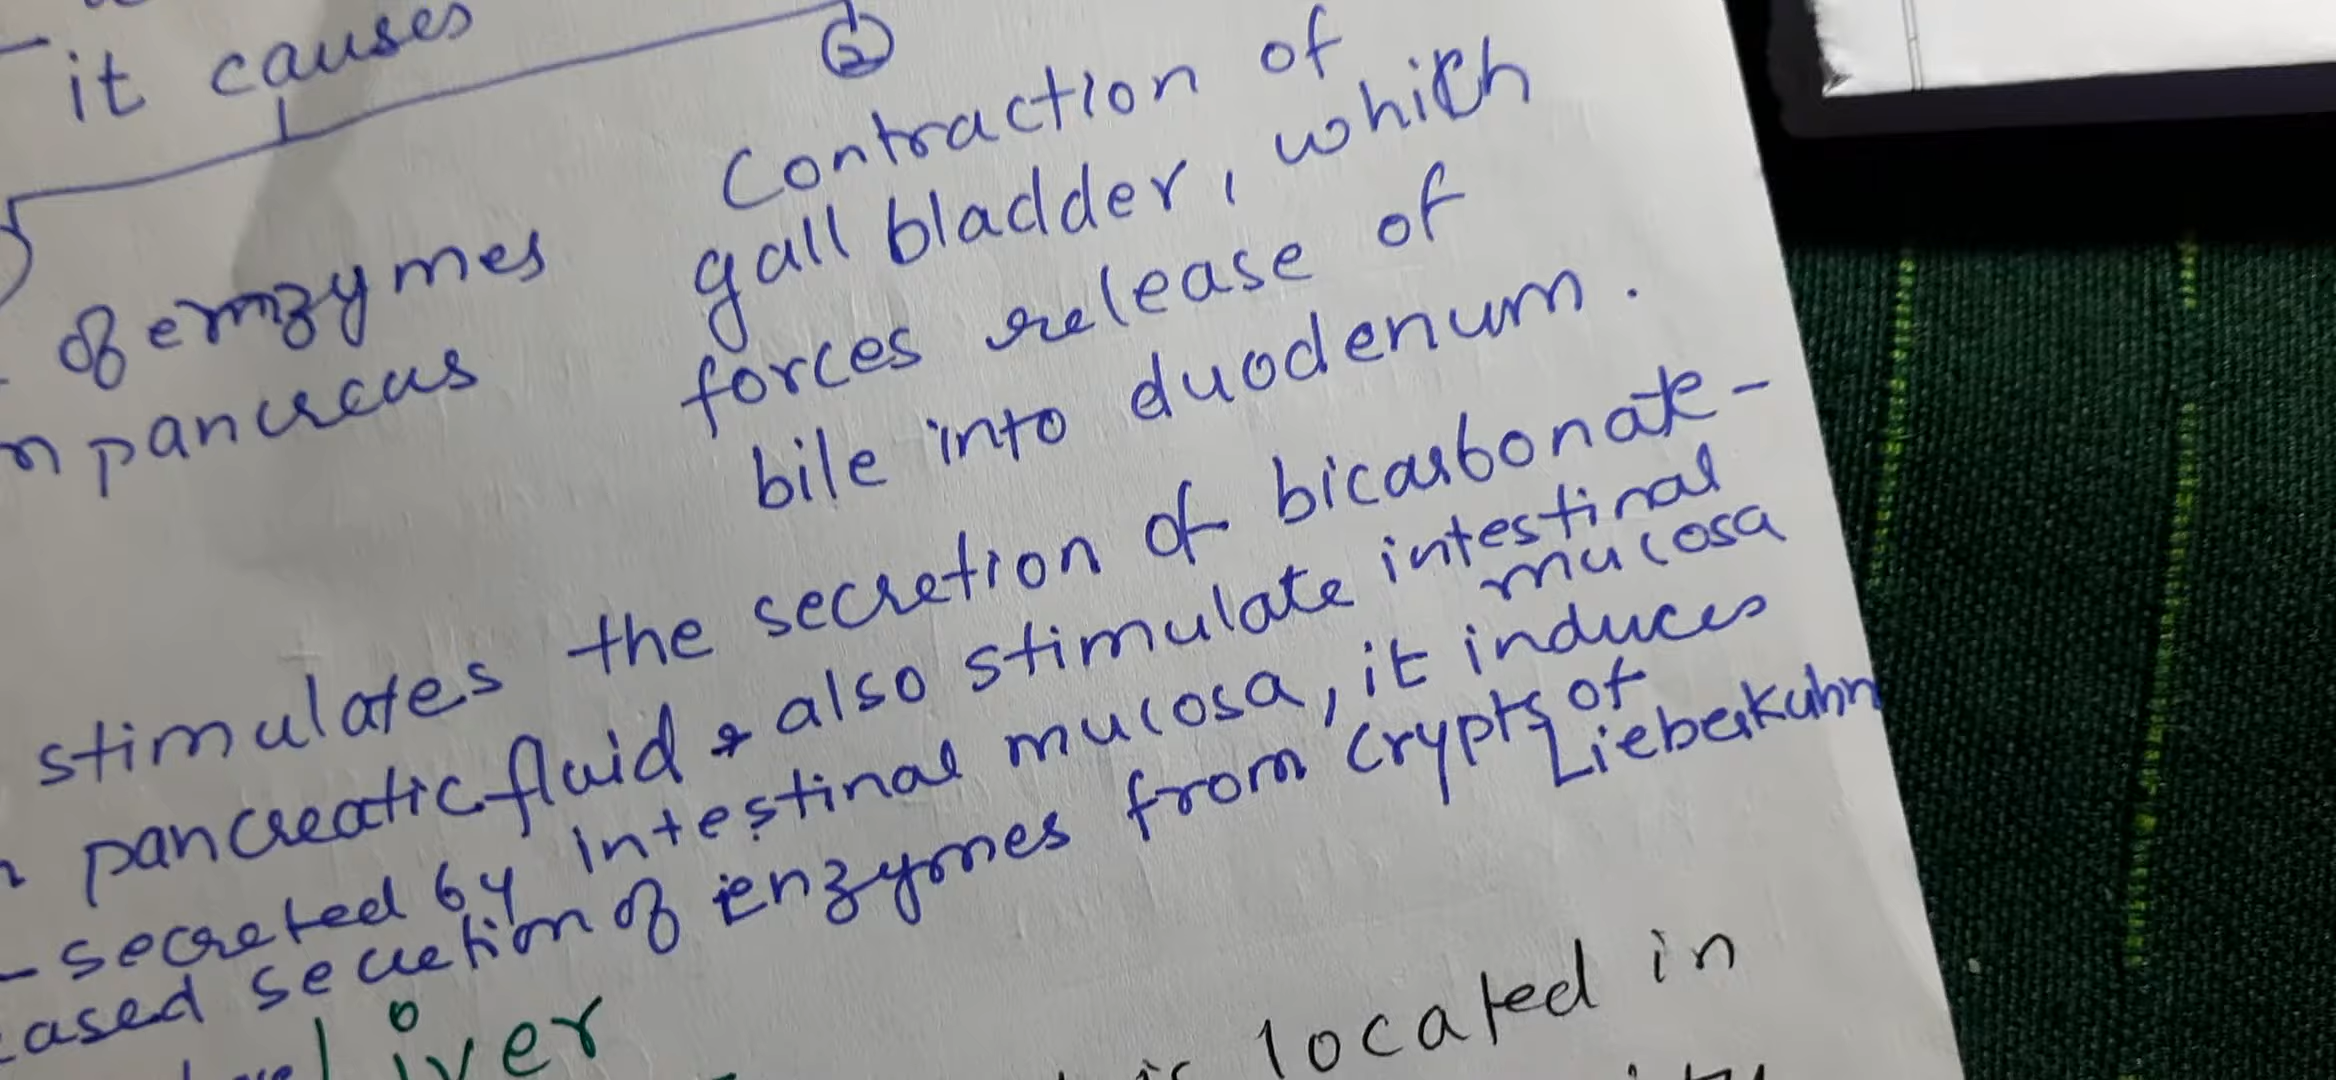 it causes
②
Contraction of
gall bladder, which
forces release of
bile into duodenum.
of enzymes
pancreas
stimulates the secretion of bicarbonate-
pancreatic fluid & also stimulate intestinal
mucosa
- secreted by intestinal mucosa, it induces
ased secretion of enzymes from crypts of
Lieberkuhn
Liver
is located in